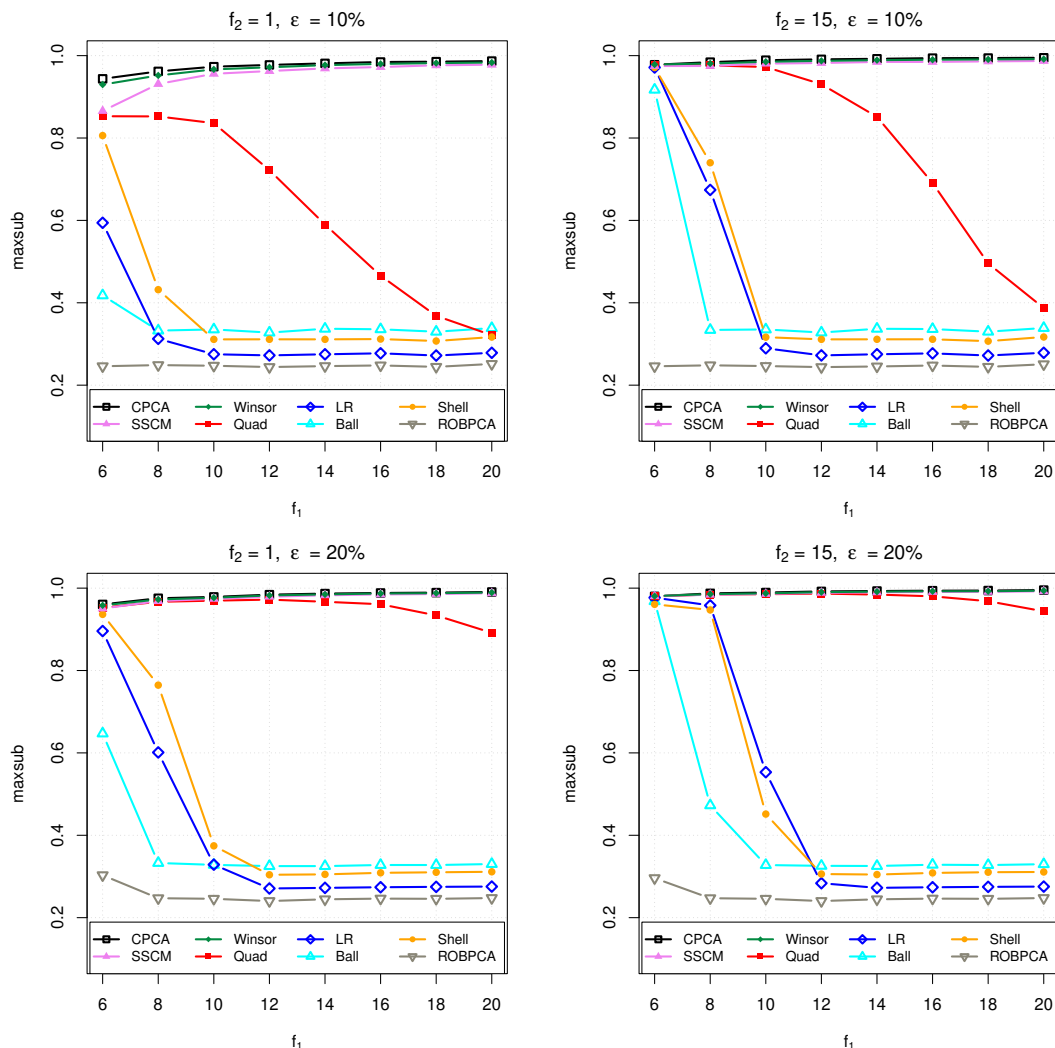 f₂ = 1, ε = 10%
maxsub
1.0
0.8
0.6
0.4
0.2
CPCA Winsor LR Shell
SSCM Quad Ball ROBPCA
6 8 10 12 14 16 18 20
f₁
f₂ = 15, ε = 10%
maxsub
1.0
0.8
0.6
0.4
0.2
CPCA Winsor LR Shell
SSCM Quad Ball ROBPCA
6 8 10 12 14 16 18 20
f₁
f₂ = 1, ε = 20%
maxsub
1.0
0.8
0.6
0.4
0.2
CPCA Winsor LR Shell
SSCM Quad Ball ROBPCA
6 8 10 12 14 16 18 20
f₁
f₂ = 15, ε = 20%
maxsub
1.0
0.8
0.6
0.4
0.2
CPCA Winsor LR Shell
SSCM Quad Ball ROBPCA
6 8 10 12 14 16 18 20
f₁